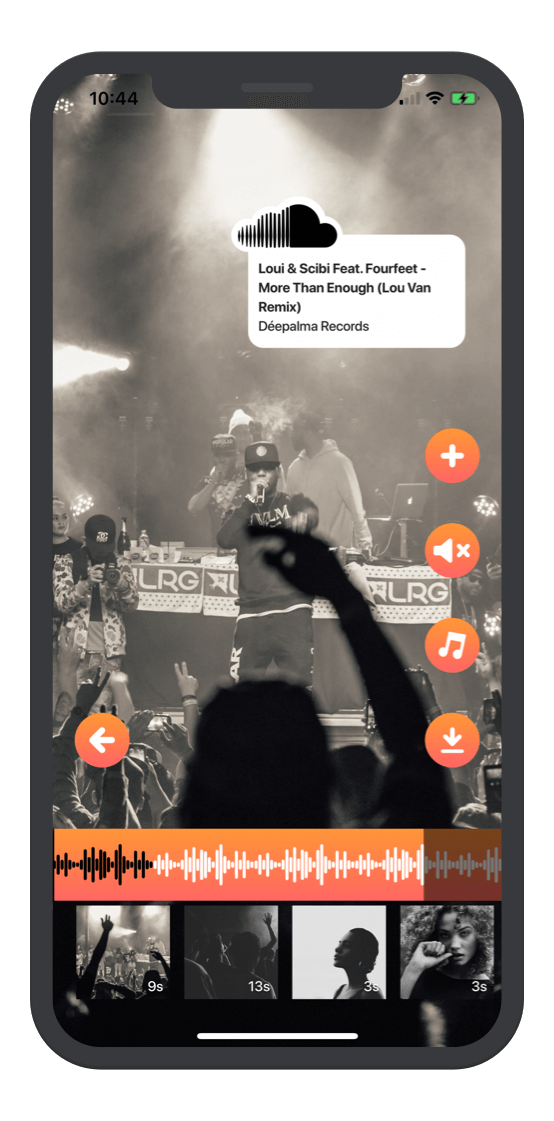 10:44
Loui & Scibi Feat. Fourfeet -
More Than Enough (Lou Van
Remix)
Déepalma Records
LRG
LRG
9s
13s
3s
3s